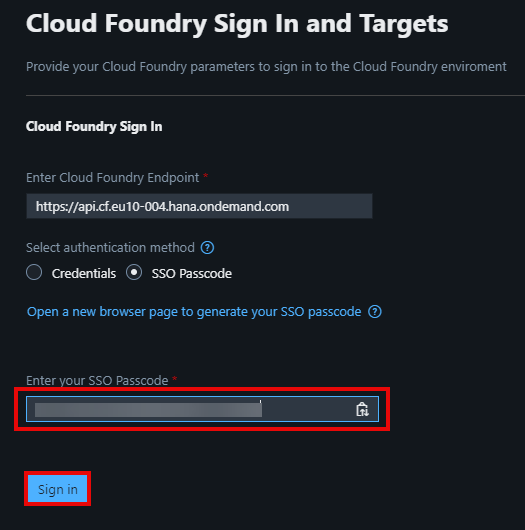 Cloud Foundry Sign In and Targets
Provide your Cloud Foundry parameters to sign in to the Cloud Foundry enviroment
Cloud Foundry Sign In
Enter Cloud Foundry Endpoint *
https://api.cf.eu10-004.hana.ondemand.com
Select authentication method ?
Credentials SSO Passcode
Open a new browser page to generate your SSO passcode ?
Enter your SSO Passcode *
Sign in